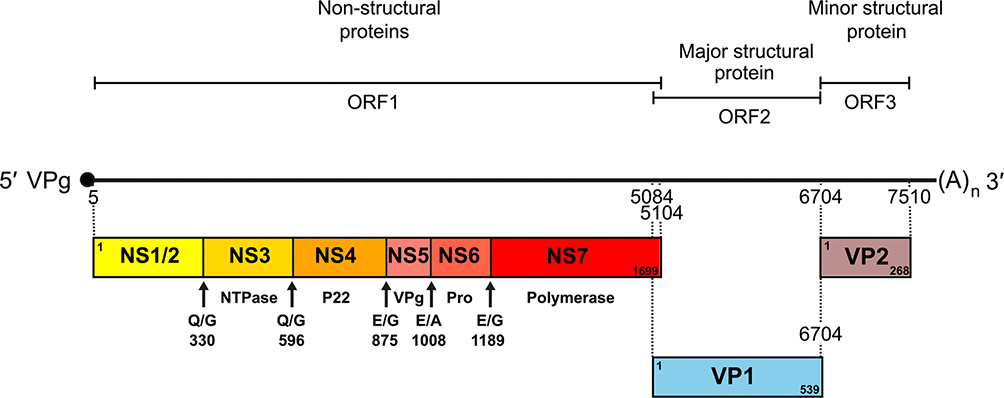 Non-structural
proteins
Minor structural
protein
Major structural
protein
ORF1
ORF2
ORF3
5′ VPg
(A)n 3′
5
5084
5104
6704
7510
1
NS1/2
NS3
NS4
NS5
NS6
NS7
1699
1
VP2
268
NTPase
P22
VPg
Pro
Polymerase
Q/G
330
Q/G
596
E/G
875
E/A
1008
E/G
1189
6704
1
VP1
539